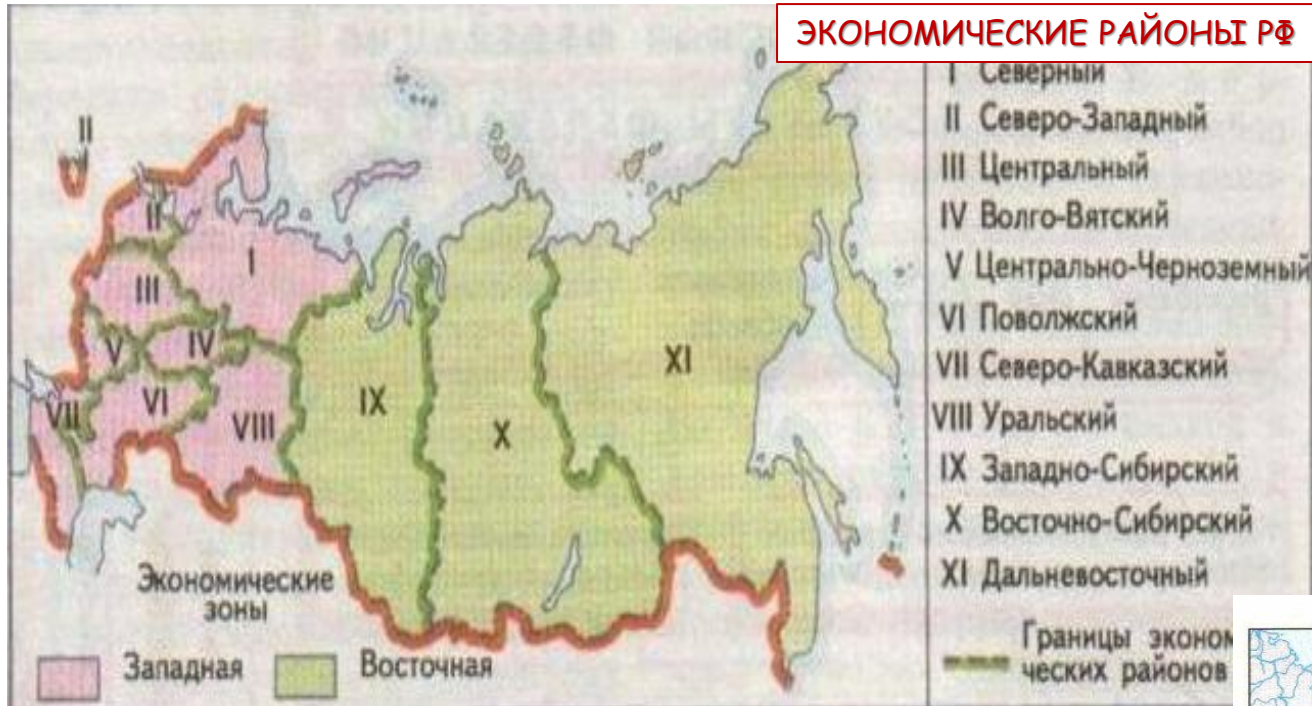 ЭКОНОМИЧЕСКИЕ РАЙОНЫ РФ
I Северный
II Северо-Западный
III Центральный
IV Волго-Вятский
V Центрально-Черноземный
VI Поволжский
VII Северо-Кавказский
VIII Уральский
IX Западно-Сибирский
X Восточно-Сибирский
XI Дальневосточный
Границы эконом
ческих районов
II
II
I
III
V
IV
VII
VI
VIII
IX
X
XI
Экономические
зоны
Западная
Восточная